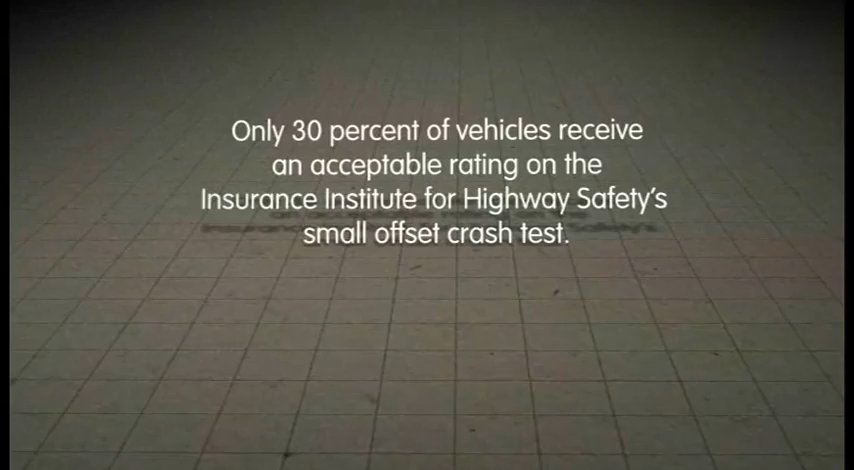 Only 30 percent of vehicles receive
an acceptable rating on the
Insurance Institute for Highway Safety's
small offset crash test.